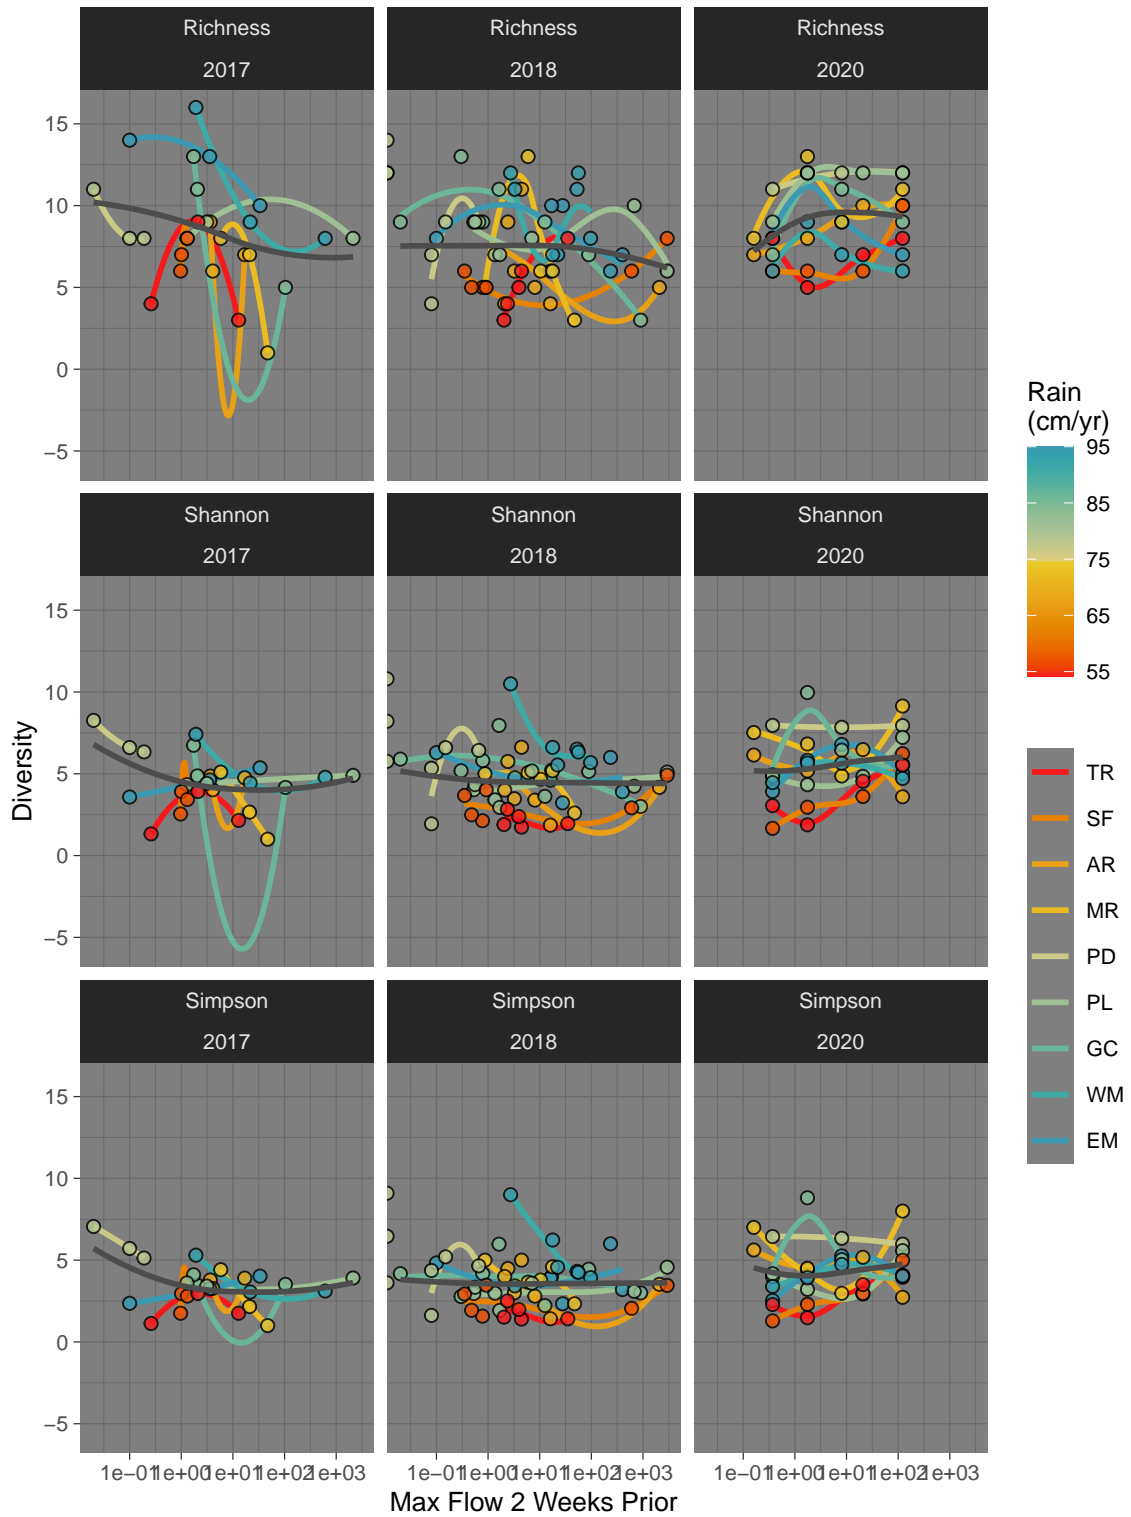 Richness
2017
Richness
2018
Richness
2020
15
10
5
0
−5
Shannon
2017
Shannon
2018
Shannon
2020
15
10
5
0
−5
Simpson
2017
Simpson
2018
Simpson
2020
15
10
5
0
−5
1e−01 1e+00 1e+01 1e+02 1e+03
1e−01 1e+00 1e+01 1e+02 1e+03
1e−01 1e+00 1e+01 1e+02 1e+03
Max Flow 2 Weeks Prior
Diversity
Rain
(cm/yr)
95
85
75
65
55
TR
SF
AR
MR
PD
PL
GC
WM
EM